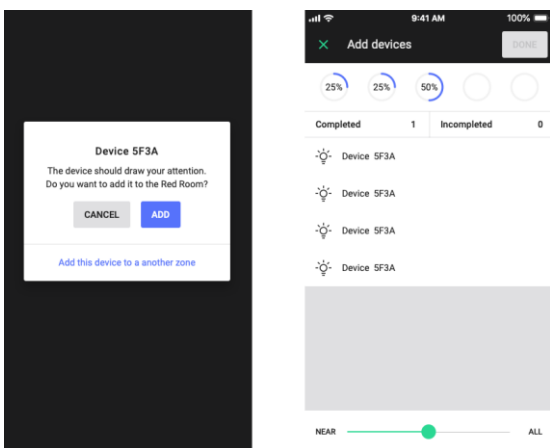 Device 5F3A
The device should draw your attention.
Do you want to add it to the Red Room?
CANCEL ADD
Add this device to a another zone
9:41 AM 100%
Add devices DONE
25% 25% 50%
Completed 1 Incompleted 0
Device 5F3A
Device 5F3A
Device 5F3A
Device 5F3A
NEAR ALL